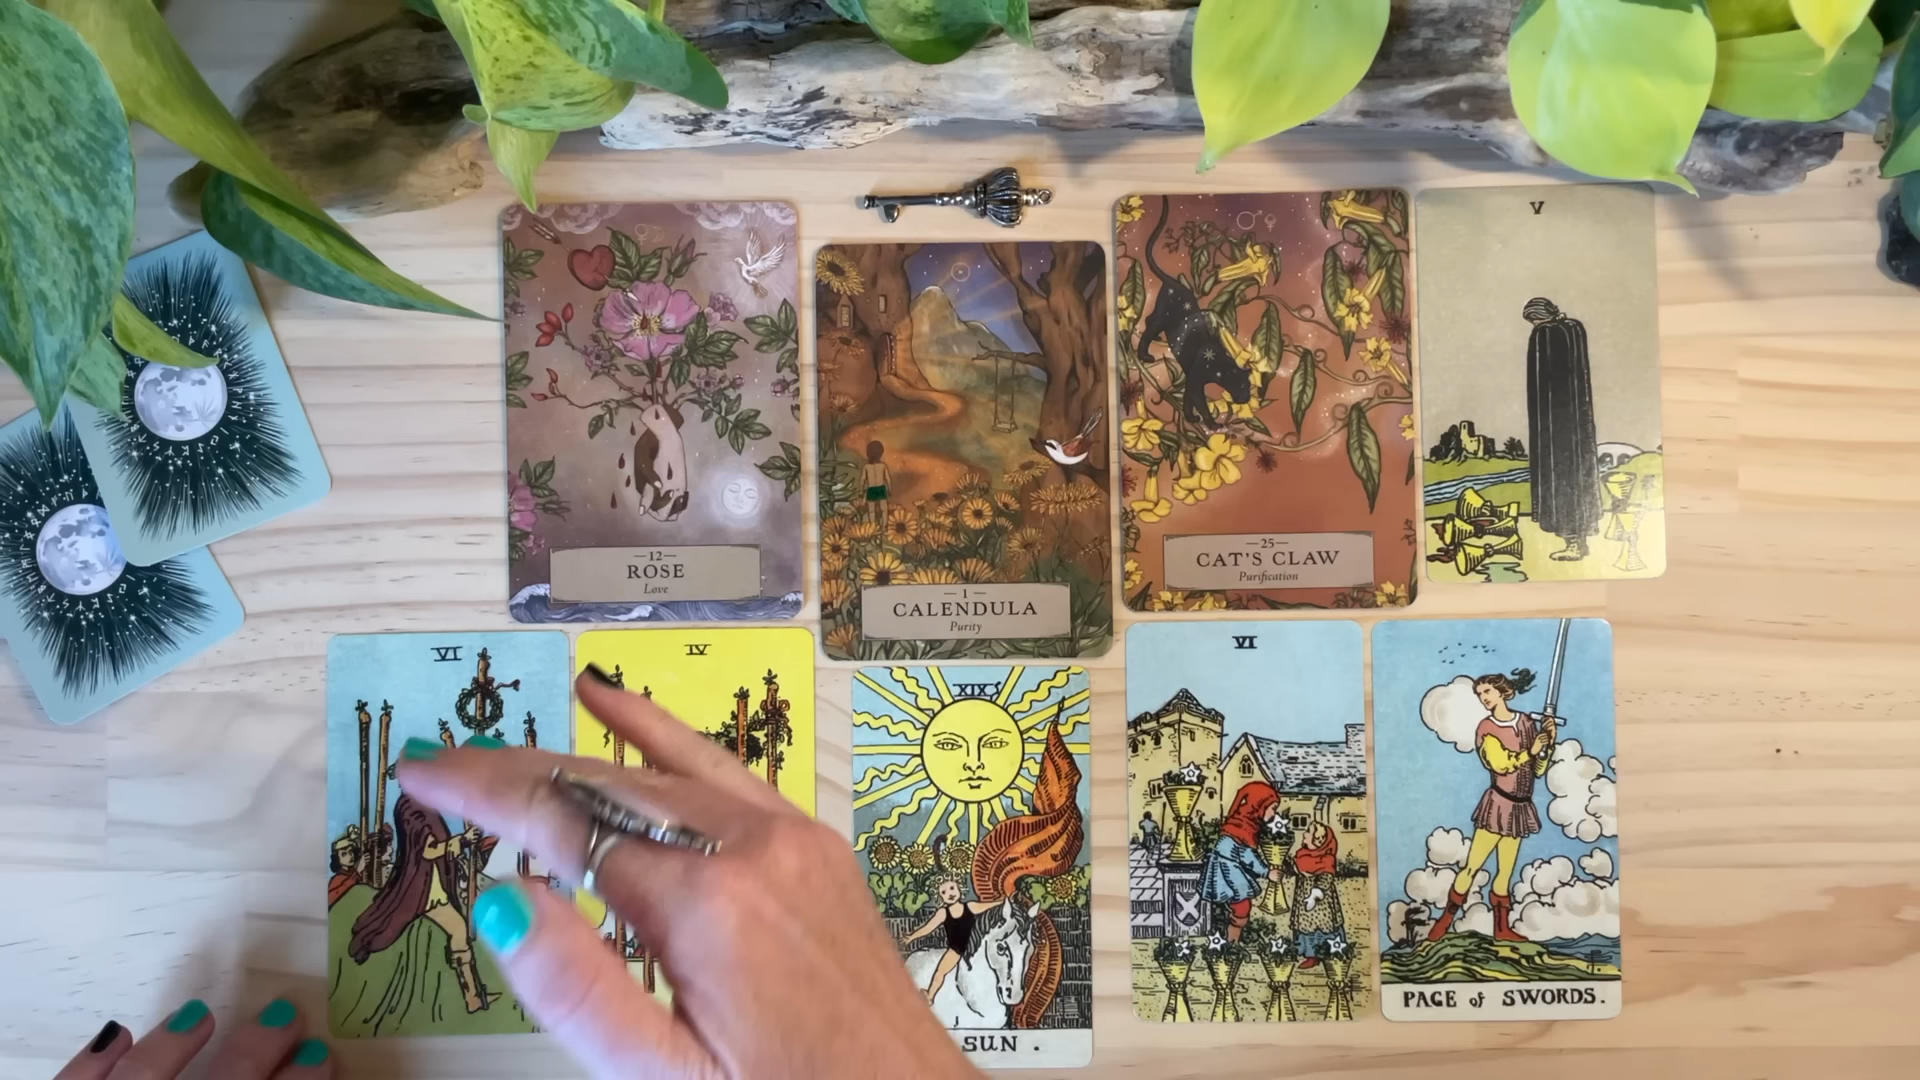 —12—
ROSE
Love
—1—
CALENDULA
Purity
—25—
CAT'S CLAW
Purification
V
VI
IV
XIX
SUN .
VI
PAGE of SWORDS.